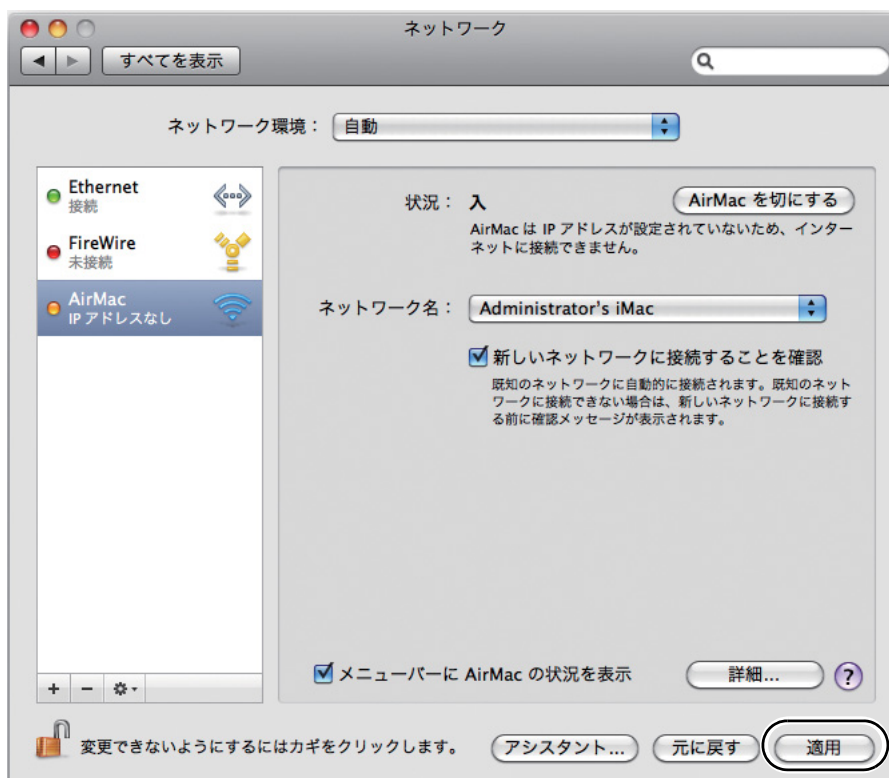 ネットワーク
すべてを表示
ネットワーク環境： 自動
Ethernet
接続
FireWire
未接続
AirMac
IP アドレスなし
状況： 入 AirMac を切にする
AirMac は IP アドレスが設定されていないため、インター
ネットに接続できません。
ネットワーク名： Administrator's iMac
新しいネットワークに接続することを確認
既知のネットワークに自動的に接続されます。既知のネット
ワークに接続できない場合は、新しいネットワークに接続す
る前に確認メッセージが表示されます。
メニューバーに AirMac の状況を表示 詳細... ?
変更できないようにするにはカギをクリックします。 アシスタント... 元に戻す 適用